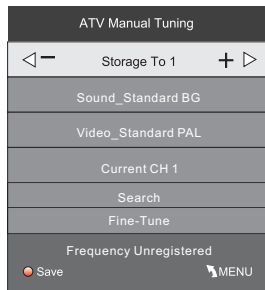 ATV Manual Tuning
Storage To 1
Sound_Standard BG
Video_Standard PAL
Current CH 1
Search
Fine-Tune
Frequency Unregistered
Save MENU